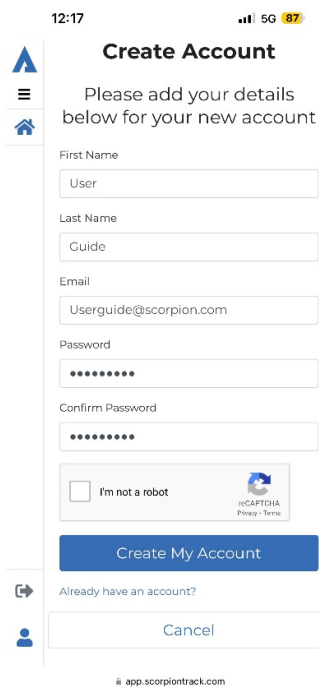 12:17
5G 87
Create Account
Please add your details
below for your new account
First Name
User
Last Name
Guide
Email
Userguide@scorpion.com
Password
•••••••••
Confirm Password
•••••••••
I'm not a robot
reCAPTCHA
Privacy - Terms
Create My Account
Already have an account?
Cancel
app.scorpiontrack.com